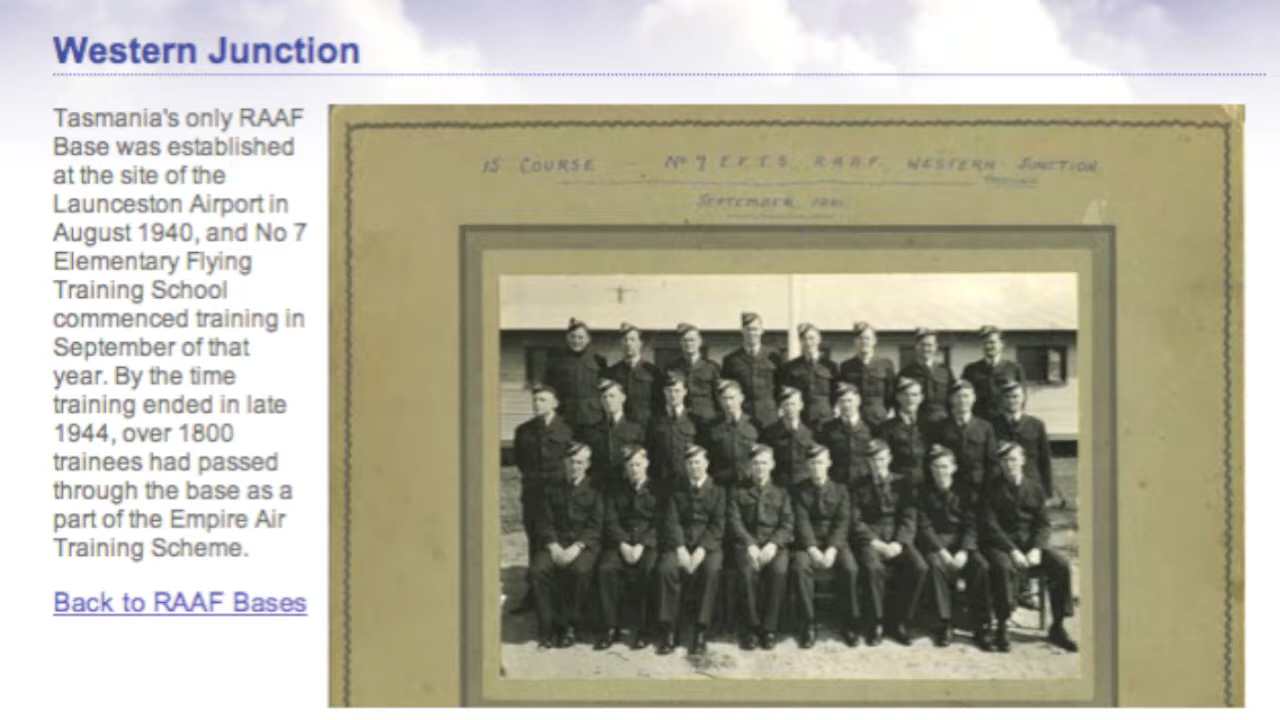 Western Junction
Tasmania's only RAAF
Base was established
at the site of the
Launceston Airport in
August 1940, and No 7
Elementary Flying
Training School
commenced training in
September of that
year. By the time
training ended in late
1944, over 1800
trainees had passed
through the base as a
part of the Empire Air
Training Scheme.
Back to RAAF Bases
15 COURSE - No 7 E.F.T.S. R.A.A.F. WESTERN JUNCTION
SEPTEMBER